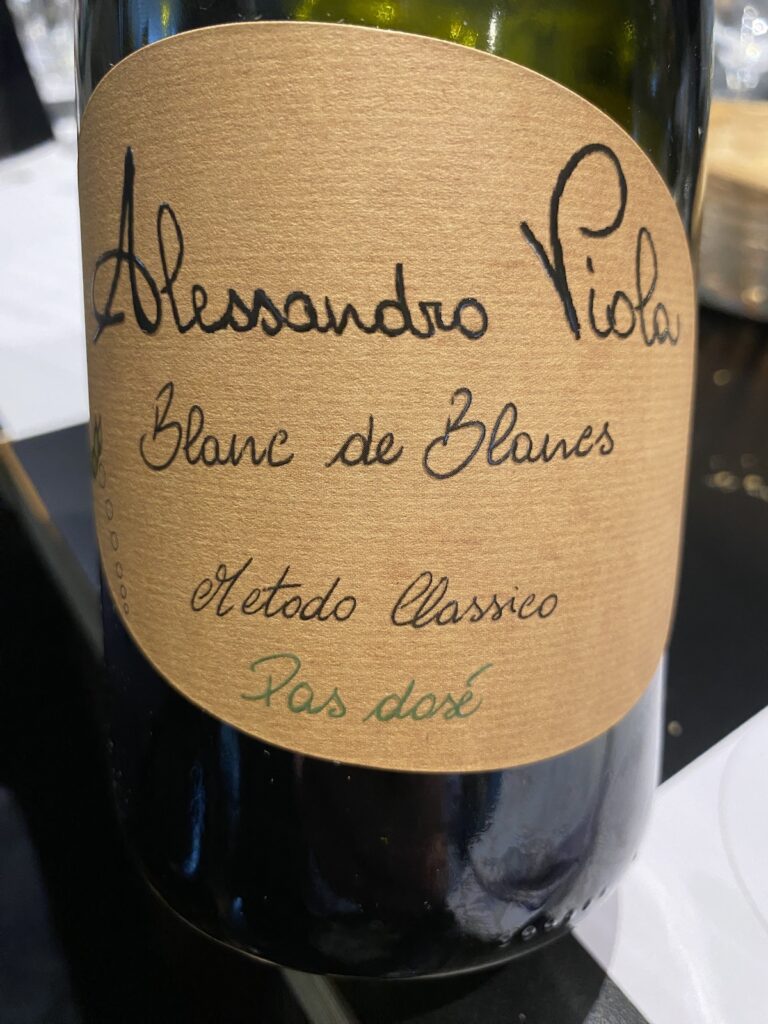 Alessandro Viola
Blanc de Blancs
Metodo Classico
Pas dosé